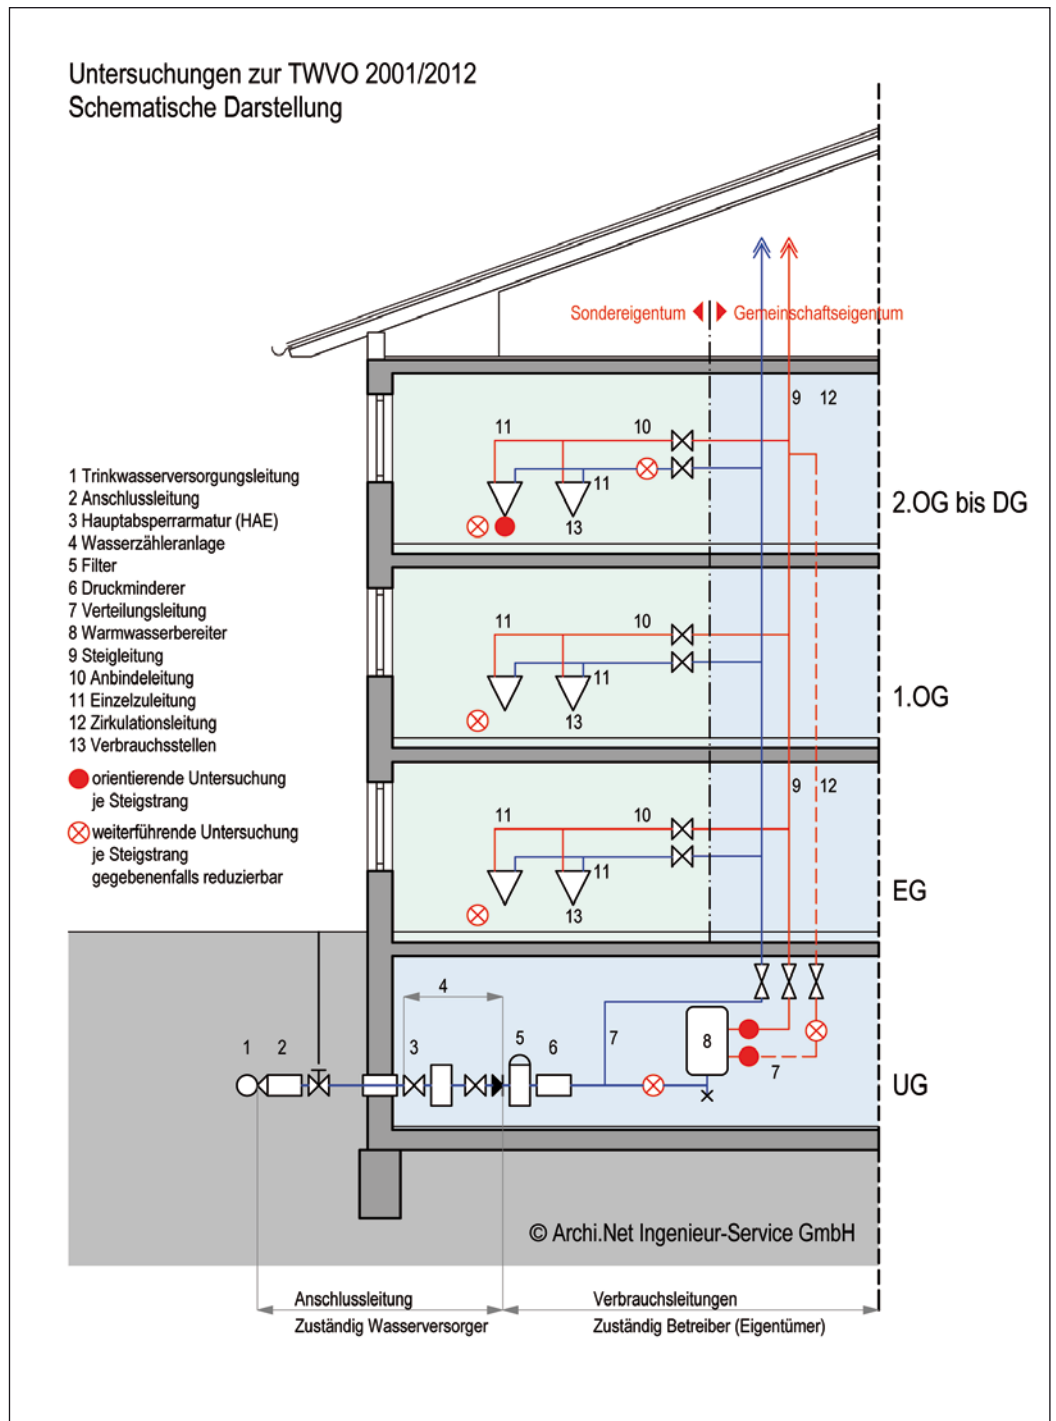 Untersuchungen zur TWVO 2001/2012
Schematische Darstellung
Sondereigentum
Gemeinschaftseigentum
9
12
11
10
11
13
2.OG bis DG
1 Trinkwasserversorgungsleitung
2 Anschlussleitung
3 Hauptabsperrarmatur (HAE)
4 Wasserzähleranlage
5 Filter
6 Druckminderer
7 Verteilungsleitung
8 Warmwasserbereiter
9 Steigleitung
10 Anbindeleitung
11 Einzelzuleitung
12 Zirkulationsleitung
13 Verbrauchsstellen
orientierende Untersuchung
je Steigstrang
weiterführende Untersuchung
je Steigstrang
gegebenenfalls reduzierbar
11
10
11
13
1.OG
9
12
11
10
11
13
EG
4
1
2
3
5
6
7
8
7
UG
© Archi.Net Ingenieur-Service GmbH
Anschlussleitung
Zuständig Wasserversorger
Verbrauchsleitungen
Zuständig Betreiber (Eigentümer)